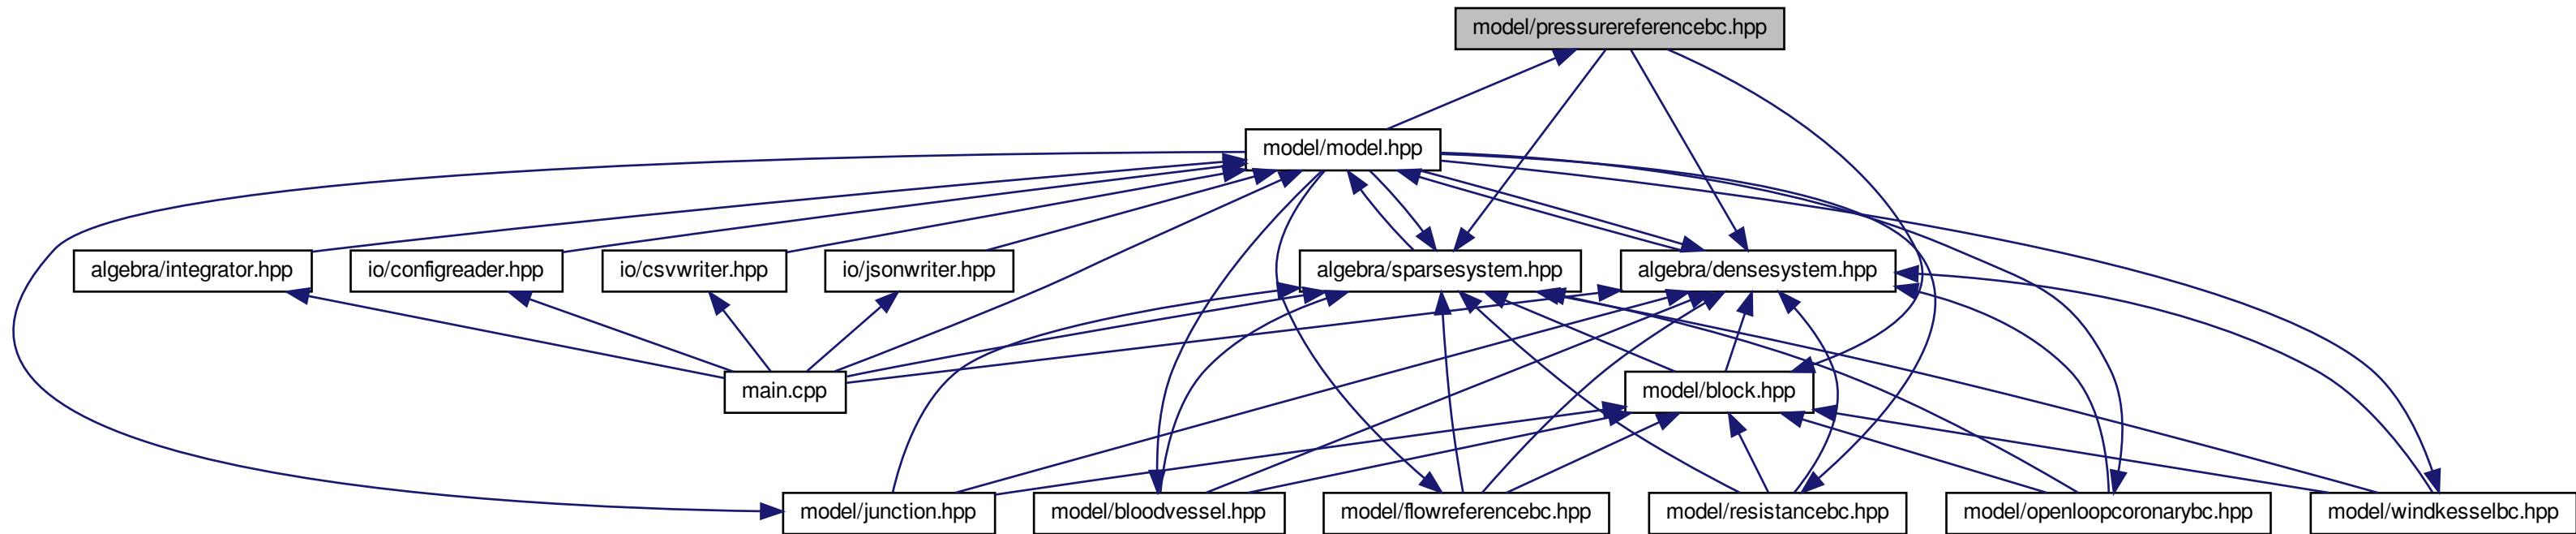 model/pressurereferencebc.hpp
model/model.hpp
algebra/integrator.hpp
io/configreader.hpp
io/csvwriter.hpp
io/jsonwriter.hpp
algebra/sparsesystem.hpp
algebra/densesystem.hpp
main.cpp
model/block.hpp
model/junction.hpp
model/bloodvessel.hpp
model/flowreferencebc.hpp
model/resistancebc.hpp
model/openloopcoronarybc.hpp
model/windkesselbc.hpp